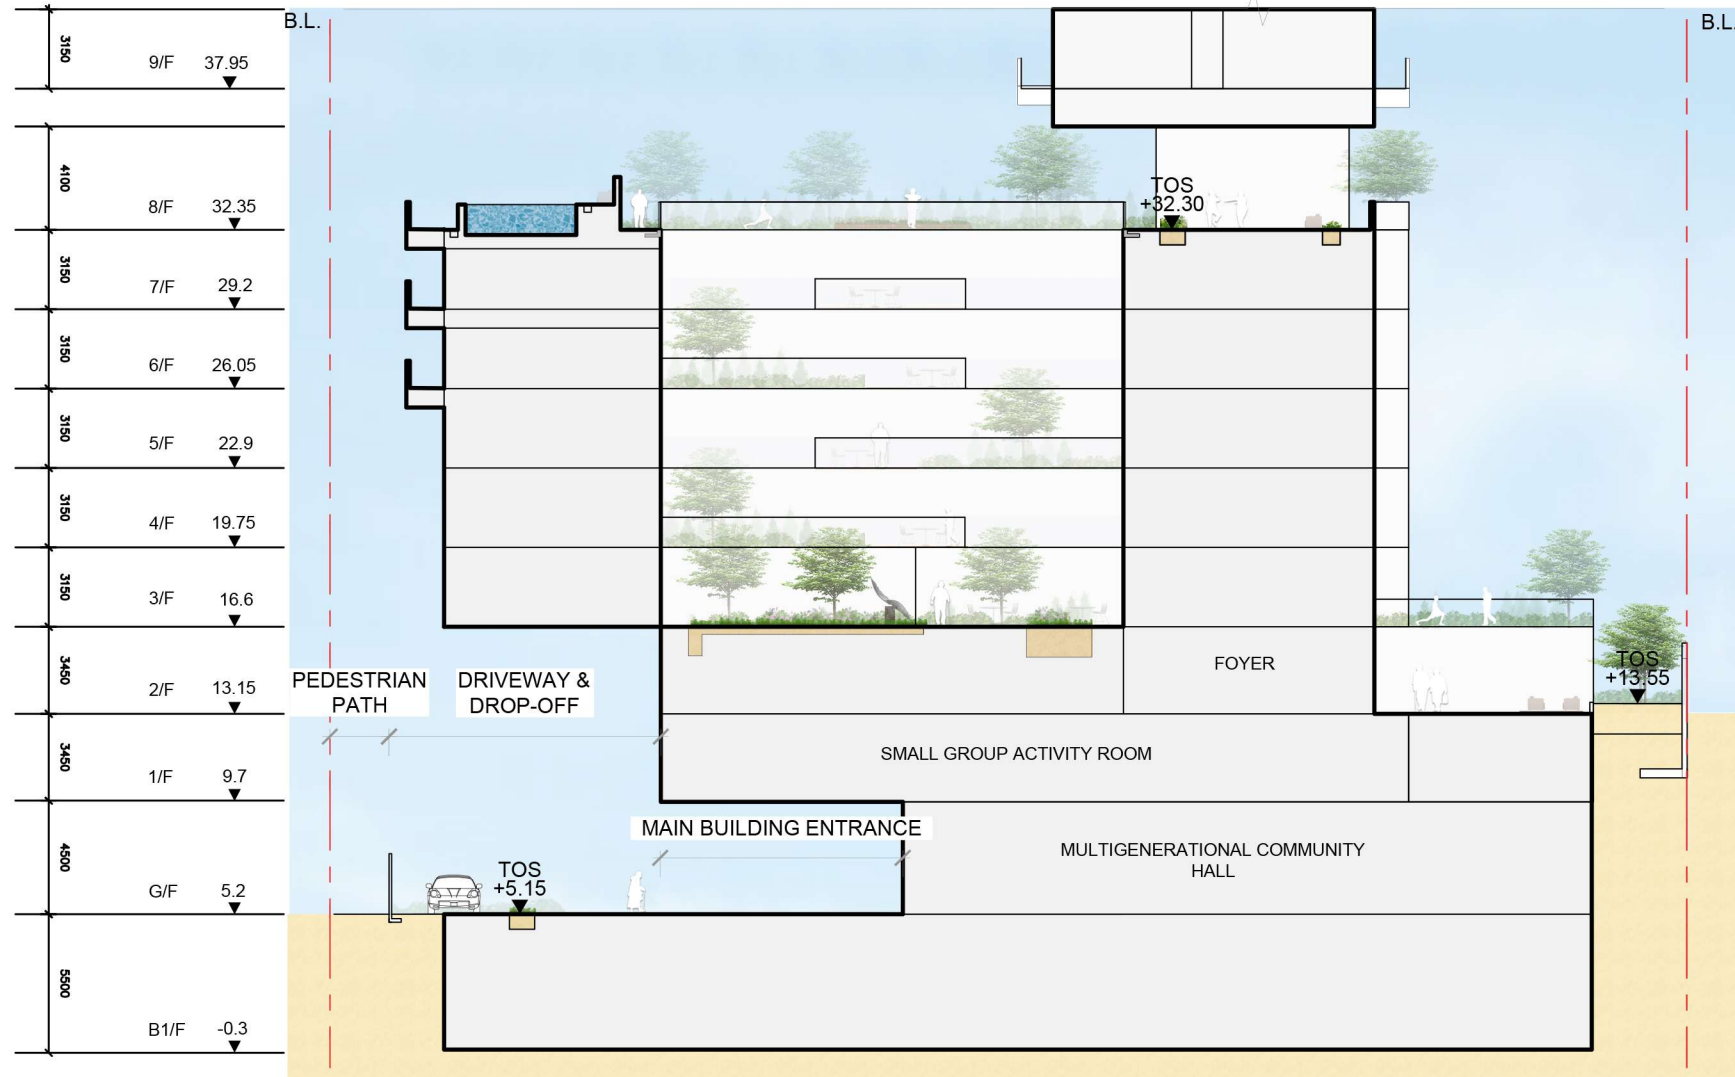 B.L.
B.L.
3150
9/F 37.95
4100
8/F 32.35
TOS
+32.30
3150
7/F 29.2
3150
6/F 26.05
3150
5/F 22.9
3150
4/F 19.75
3150
3/F 16.6
3450
2/F 13.15
PEDESTRIAN
PATH
DRIVEWAY &
DROP-OFF
FOYER
TOS
+13.55
3450
1/F 9.7
SMALL GROUP ACTIVITY ROOM
4500
G/F 5.2
MAIN BUILDING ENTRANCE
MULTIGENERATIONAL COMMUNITY
HALL
TOS
+5.15
5500
B1/F -0.3